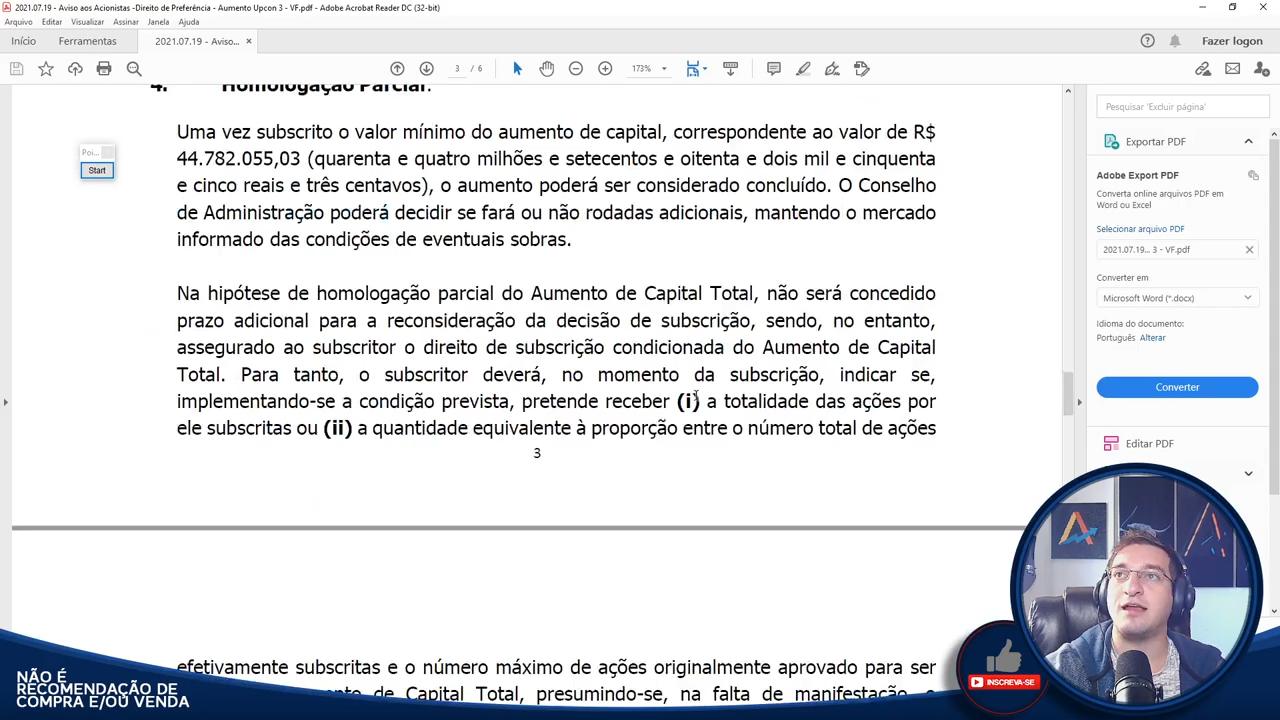 2021.07.19 - Aviso aos Acionistas -Direito de Preferência - Aumento Upcon 3 - VF.pdf - Adobe Acrobat Reader DC (32-bit)
Arquivo Editar Visualizar Assinar Janela Ajuda
Início Ferramentas 2021.07.19 - Aviso... × Fazer logon
3 / 6 173%
4. Homologação Parcial.
Uma vez subscrito o valor mínimo do aumento de capital, correspondente ao valor de R$
44.782.055,03 (quarenta e quatro milhões e setecentos e oitenta e dois mil e cinquenta
e cinco reais e três centavos), o aumento poderá ser considerado concluído. O Conselho
de Administração poderá decidir se fará ou não rodadas adicionais, mantendo o mercado
informado das condições de eventuais sobras.
Na hipótese de homologação parcial do Aumento de Capital Total, não será concedido
prazo adicional para a reconsideração da decisão de subscrição, sendo, no entanto,
assegurado ao subscritor o direito de subscrição condicionada do Aumento de Capital
Total. Para tanto, o subscritor deverá, no momento da subscrição, indicar se,
implementando-se a condição prevista, pretende receber (i) a totalidade das ações por
ele subscritas ou (ii) a quantidade equivalente à proporção entre o número total de ações
3
efetivamente subscritas e o número máximo de ações originalmente aprovado para ser
de Capital Total, presumindo-se, na falta de manifestação, o
Poi...
Start
Pesquisar 'Excluir página'
Exportar PDF
Adobe Export PDF
Converta online arquivos PDF em
Word ou Excel
Selecionar arquivo PDF
2021.07.19... 3 - VF.pdf
Converter em
Microsoft Word (*.docx)
Idioma do documento:
Português Alterar
Converter
Editar PDF
NÃO É
RECOMENDAÇÃO DE
COMPRA E/OU VENDA
INSCREVA-SE